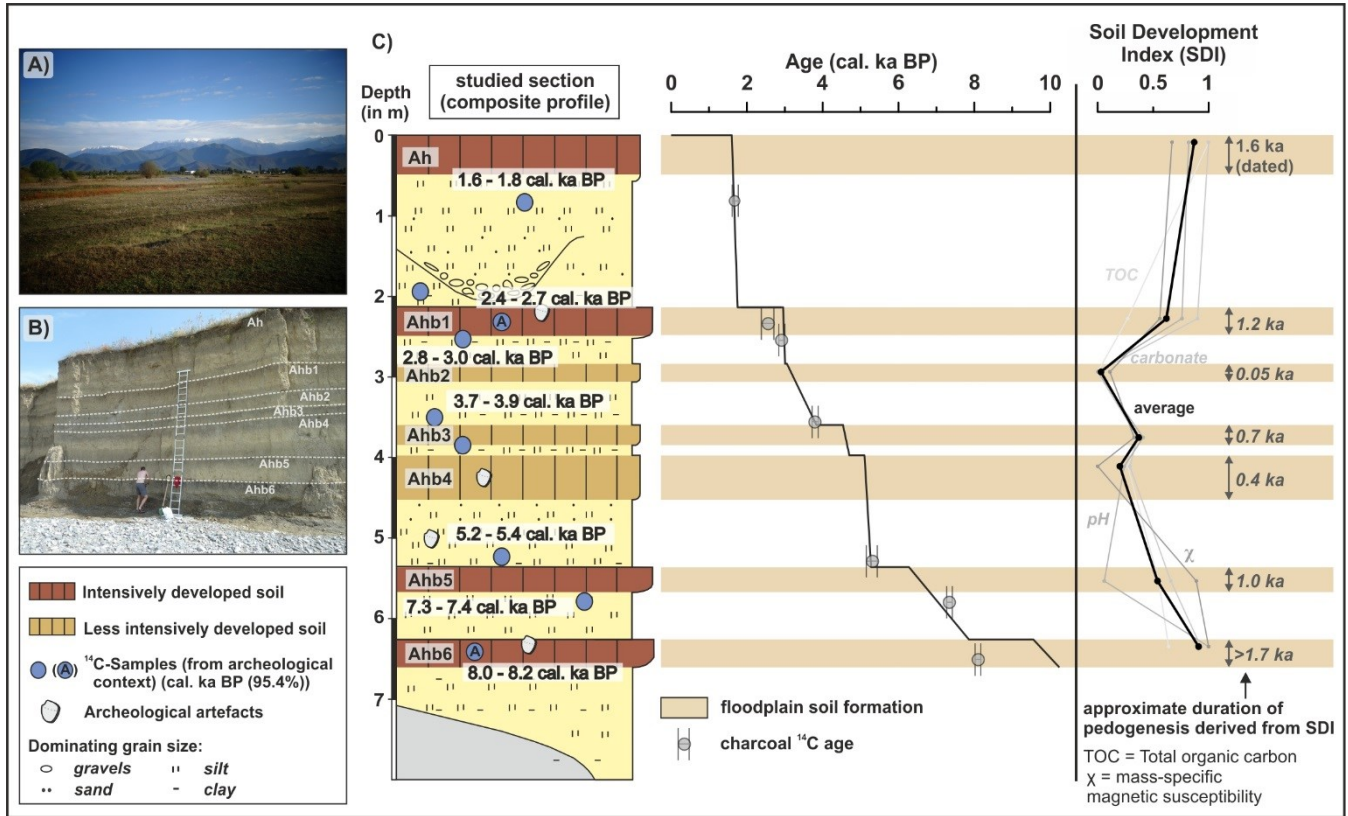 A)
B)
Ah
Ahb1
Ahb2
Ahb3
Ahb4
Ahb5
Ahb6
Intensively developed soil
Less intensively developed soil
¹⁴C-Samples (from archeological
context) (cal. ka BP (95.4%))
A
Archeological artefacts
Dominating grain size:
gravels
silt
sand
clay
C)
Depth
(in m)
studied section
(composite profile)
0
1
2
3
4
5
6
7
Ah
1.6 - 1.8 cal. ka BP
2.4 - 2.7 cal. ka BP
Ahb1
A
2.8 - 3.0 cal. ka BP
Ahb2
3.7 - 3.9 cal. ka BP
Ahb3
Ahb4
5.2 - 5.4 cal. ka BP
Ahb5
7.3 - 7.4 cal. ka BP
Ahb6
A
8.0 - 8.2 cal. ka BP
Age (cal. ka BP)
0 2 4 6 8 10
floodplain soil formation
charcoal ¹⁴C age
Soil Development
Index (SDI)
0 0.5 1
1.6 ka
(dated)
TOC
1.2 ka
carbonate
0.05 ka
average
0.7 ka
0.4 ka
pH
χ
1.0 ka
>1.7 ka
approximate duration of
pedogenesis derived from SDI
TOC = Total organic carbon
χ = mass-specific
magnetic susceptibility